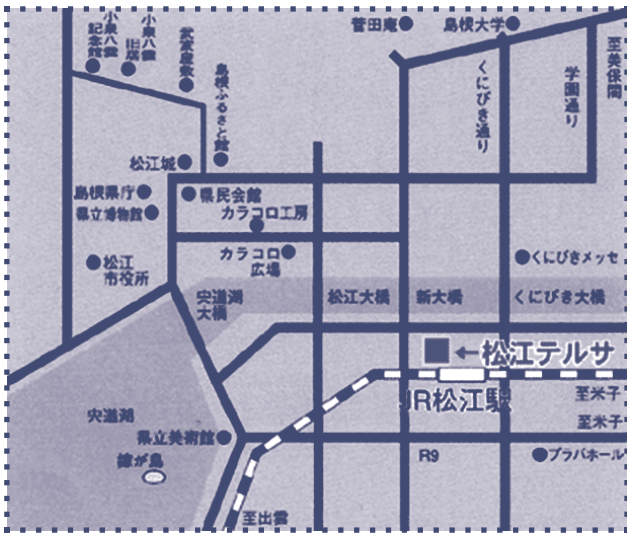 小泉八雲
記念館
小泉八雲
旧居
武家屋敷
島根ふるさと館
菅田庵
島根大学
くにびき通り
学園通り
至美保関
松江城
島根県庁
県立博物館
県民会館
カラコロ工房
カラコロ
広場
松江
市役所
くにびきメッセ
宍道湖
大橋
松江大橋
新大橋
くにびき大橋
←松江テルサ
JR松江駅
至米子
至米子
宍道湖
県立美術館
嫁が島
R9
プラバホール
至出雲